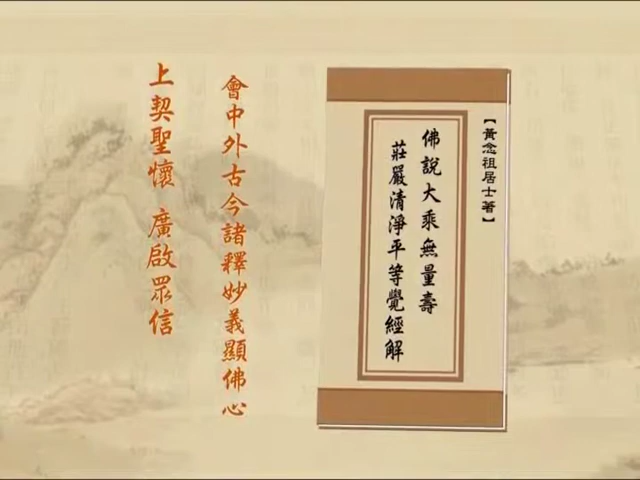 【黃念祖居士著】
佛說大乘無量壽
莊嚴清淨平等覺經解
會中外古今諸釋妙義顯佛心
上契聖懷 廣啟眾信